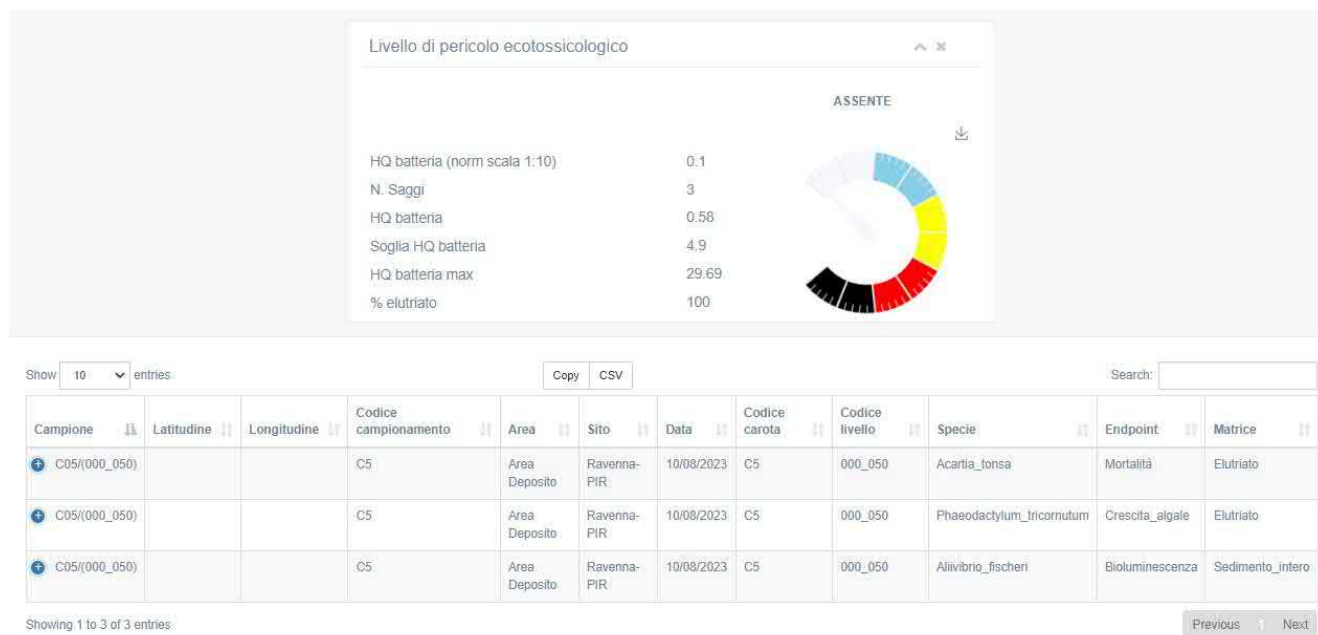 Livello di pericolo ecotossicologico
ASSENTE
HQ batteria (norm scala 1:10) 0.1
N. Saggi 3
HQ batteria 0.58
Soglia HQ batteria 4.9
HQ batteria max 29.69
% elutriato 100
Show 10 entries Copy CSV Search:
Campione Latitudine Longitudine Codice campionamento Area Sito Data Codice carota Codice livello Specie Endpoint Matrice
C05/(000_050) C5 Area Deposito Ravenna-PIR 10/08/2023 C5 000_050 Acartia_tonsa Mortalità Elutriato
C05/(000_050) C5 Area Deposito Ravenna-PIR 10/08/2023 C5 000_050 Phaeodactylum_tricornutum Crescita_algale Elutriato
C05/(000_050) C5 Area Deposito Ravenna-PIR 10/08/2023 C5 000_050 Aliivibrio_fischeri Bioluminescenza Sedimento_intero
Showing 1 to 3 of 3 entries Previous 1 Next